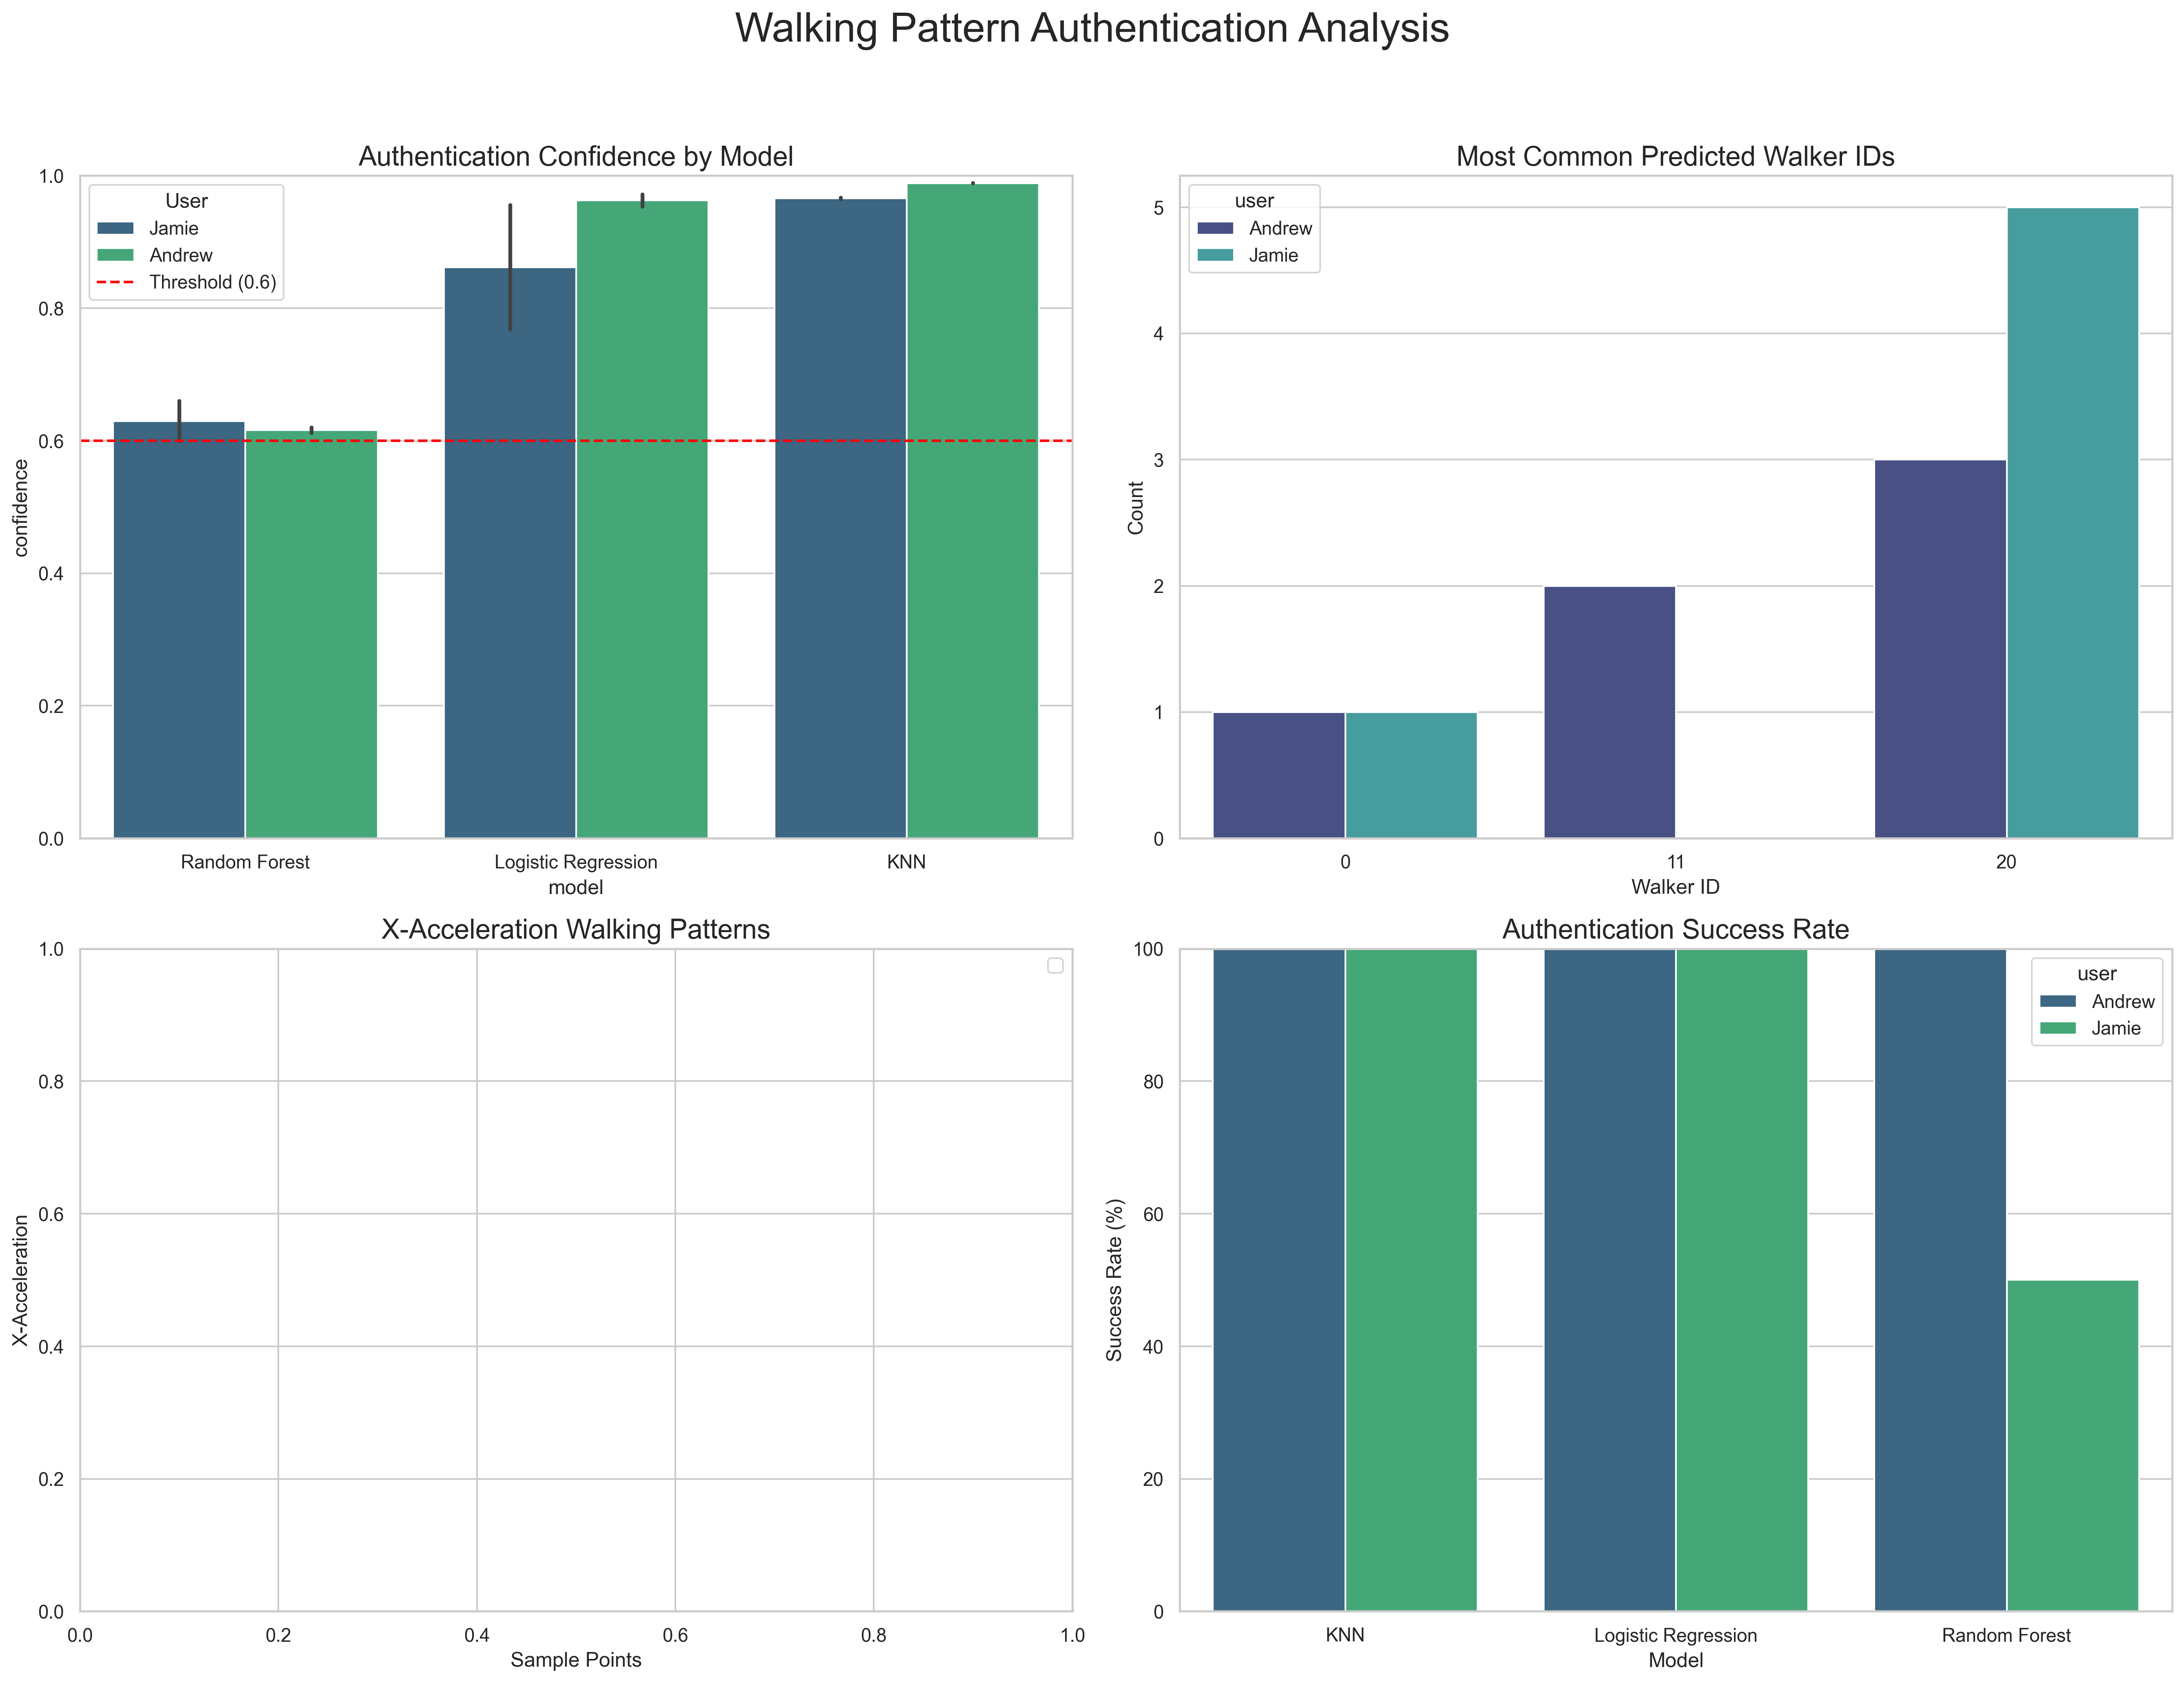 Walking Pattern Authentication Analysis
Authentication Confidence by Model
User
Jamie
Andrew
Threshold (0.6)
1.0
0.8
0.6
0.4
0.2
0.0
confidence
Random Forest
Logistic Regression
KNN
model
Most Common Predicted Walker IDs
user
Andrew
Jamie
5
4
3
2
1
0
Count
0
11
20
Walker ID
X-Acceleration Walking Patterns
1.0
0.8
0.6
0.4
0.2
0.0
X-Acceleration
0.0
0.2
0.4
0.6
0.8
1.0
Sample Points
Authentication Success Rate
user
Andrew
Jamie
100
80
60
40
20
0
Success Rate (%)
KNN
Logistic Regression
Random Forest
Model